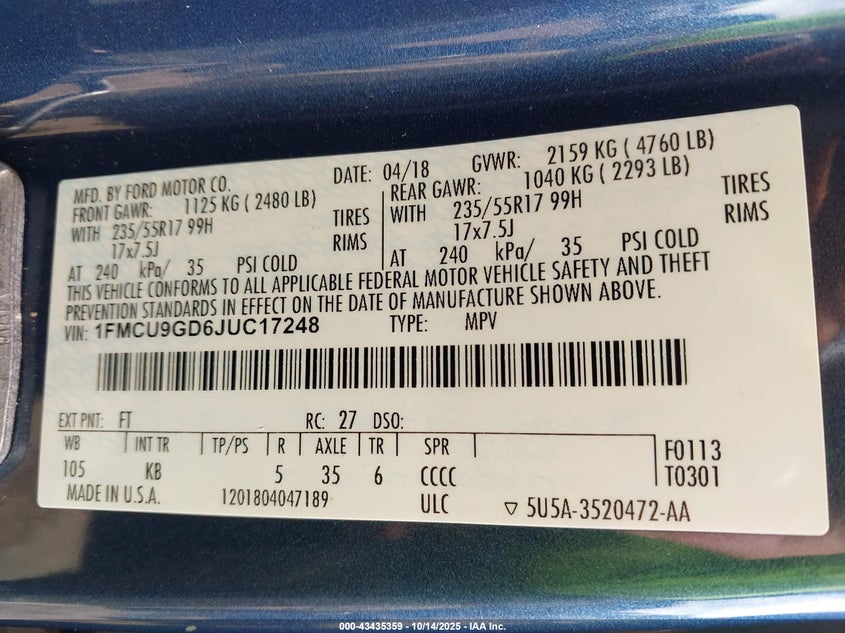 MFD. BY FORD MOTOR CO. DATE: 04/18 GVWR: 2159 KG ( 4760 LB)
FRONT GAWR: 1125 KG ( 2480 LB) REAR GAWR: 1040 KG ( 2293 LB)
WITH 235/55R17 99H TIRES WITH 235/55R17 99H TIRES
17x7.5J RIMS 17x7.5J RIMS
AT 240 kPa/ 35 PSI COLD AT 240 kPa/ 35 PSI COLD
THIS VEHICLE CONFORMS TO ALL APPLICABLE FEDERAL MOTOR VEHICLE SAFETY AND THEFT
PREVENTION STANDARDS IN EFFECT ON THE DATE OF MANUFACTURE SHOWN ABOVE.
VIN: 1FMCU9GD6JUC17248 TYPE: MPV
EXT PNT: FT RC: 27 DSO:
WB INT TR TP/PS R AXLE TR SPR F0113
105 KB 5 35 6 CCCC T0301
MADE IN U.S.A. 1201804047189 ULC ▽ 5U5A-3520472-AA
000-43435359 - 10/14/2025 - IAA Inc.